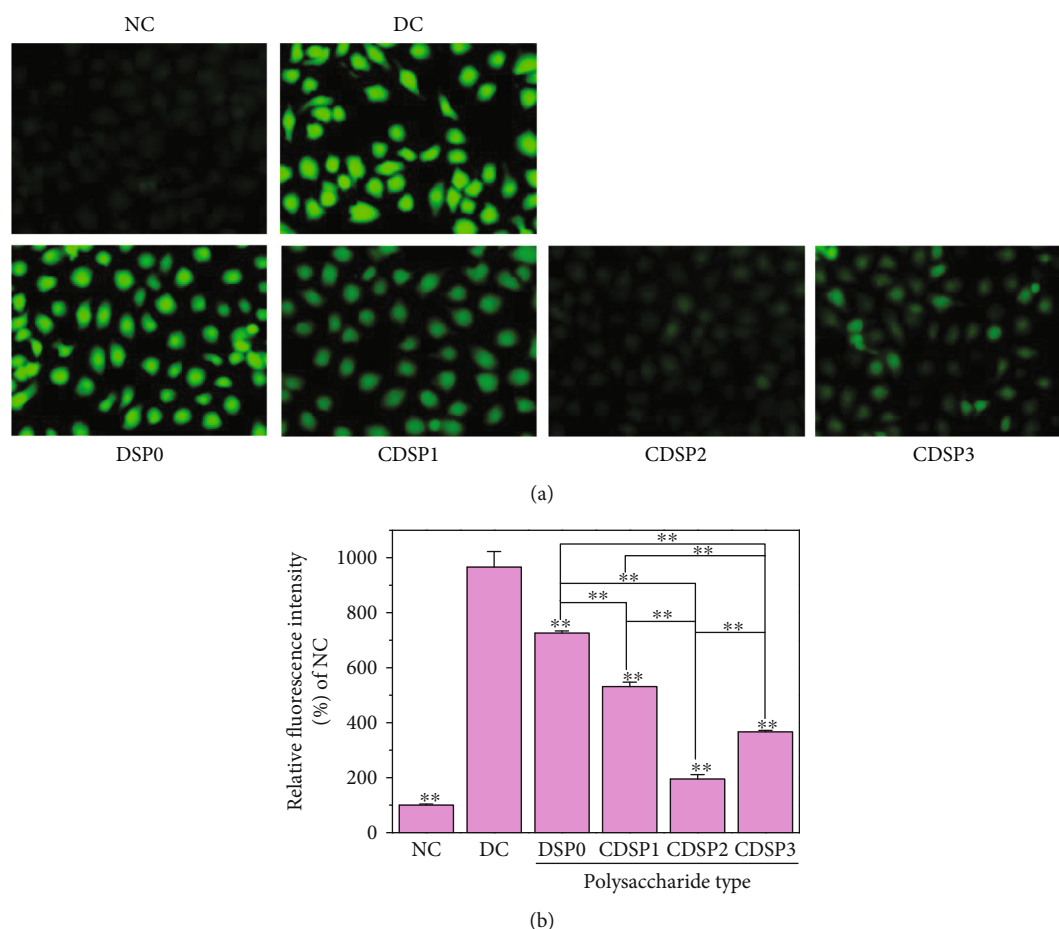 NC DC
DSP0 CDSP1 CDSP2 CDSP3
(a)
Relative fluorescence intensity
(%) of NC
1000
800
600
400
200
0
**
**
**
**
**
**
**
**
**
**
**
NC DC DSP0 CDSP1 CDSP2 CDSP3
Polysaccharide type
(b)